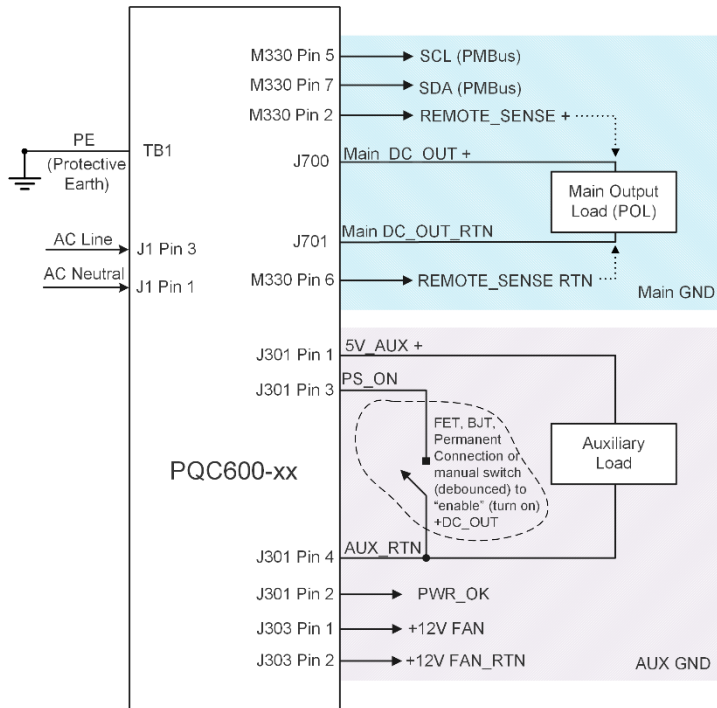 M330 Pin 5
SCL (PMBus)
M330 Pin 7
SDA (PMBus)
M330 Pin 2
REMOTE_SENSE +
PE
(Protective
Earth)
TB1
J700
Main DC_OUT +
Main Output
Load (POL)
J701
Main DC_OUT_RTN
AC Line
J1 Pin 3
AC Neutral
J1 Pin 1
M330 Pin 6
REMOTE_SENSE RTN
Main GND
J301 Pin 1
5V_AUX +
J301 Pin 3
PS_ON
FET, BJT,
Permanent
Connection or
manual switch
(debounced) to
“enable” (turn on)
+DC_OUT
Auxiliary
Load
PQC600-xx
J301 Pin 4
AUX_RTN
J301 Pin 2
PWR_OK
J303 Pin 1
+12V FAN
J303 Pin 2
+12V FAN_RTN
AUX GND